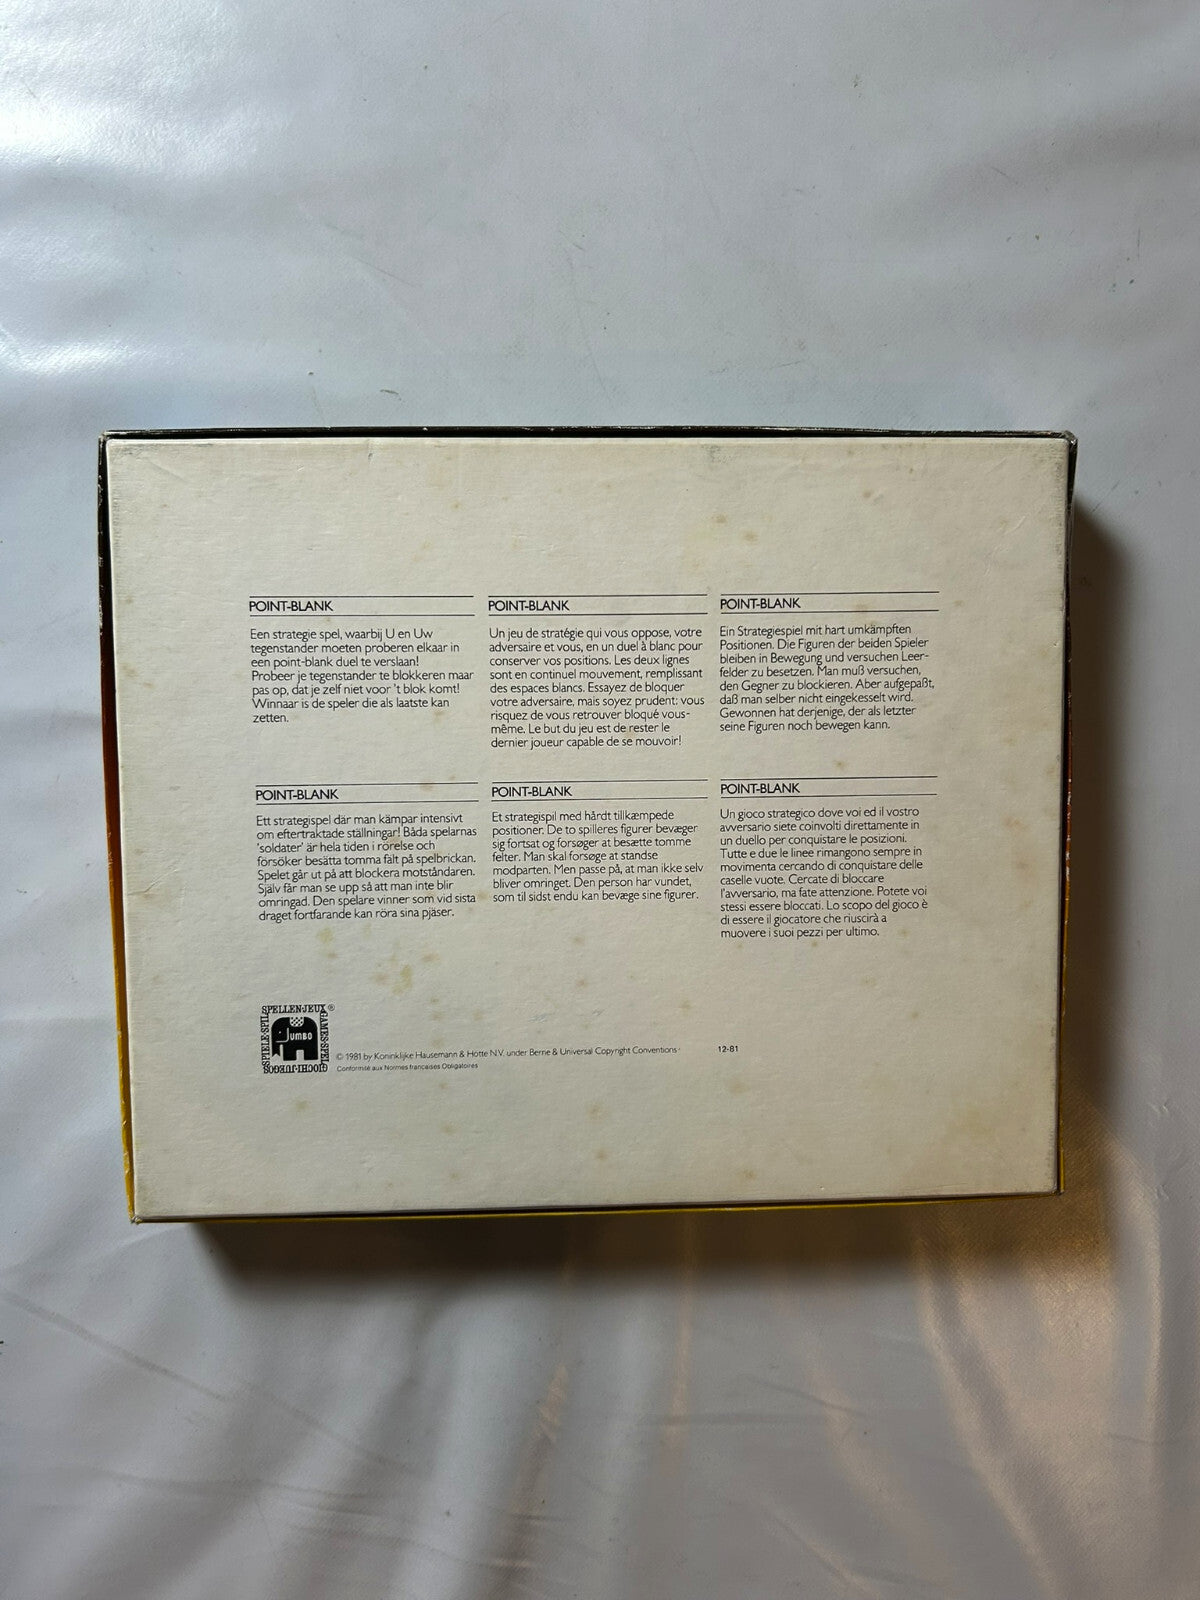 POINT-BLANK
Een strategie spel, waarbij U en Uw
tegenstander moeten proberen elkaar in
een point-blank duel te verslaan!
Probeer je tegenstander te blokkeren maar
pas op, dat je zelf niet voor 't blok komt!
Winnaar is de speler die als laatste kan
zetten.
POINT-BLANK
Un jeu de stratégie qui vous oppose, votre
adversaire et vous, en un duel à blanc pour
conserver vos positions. Les deux lignes
sont en continuel mouvement, remplissant
des espaces blancs. Essayez de bloquer
votre adversaire, mais soyez prudent: vous
risquez de vous retrouver bloqué vous-
même. Le but du jeu est de rester le
dernier joueur capable de se mouvoir!
POINT-BLANK
Ein Strategiespiel mit hart umkämpften
Positionen. Die Figuren der beiden Spieler
bleiben in Bewegung und versuchen Leer-
felder zu besetzen. Man muß versuchen,
den Gegner zu blockieren. Aber aufgepaßt,
daß man selber nicht eingekesselt wird.
Gewonnen hat derjenige, der als letzter
seine Figuren noch bewegen kann.
POINT-BLANK
Ett strategispel där man kämpar intensivt
om eftertraktade ställningar! Båda spelarnas
'soldater' är hela tiden i rörelse och
försöker besätta tomma fält på spelbrickan.
Spelet går ut på att blockera motståndaren.
Själv får man se upp så att man inte blir
omringad. Den spelare vinner som vid sista
draget fortfarande kan röra sina pjäser.
POINT-BLANK
Et strategispil med hårdt tillkæmpede
positioner. De to spilleres figurer bevæger
sig fortsat og forsøger at besætte tomme
felter. Man skal forsøge at standse
modparten. Men passe på, at man ikke selv
bliver omringet. Den person har vundet,
som til sidst endu kan bevæge sine figurer.
POINT-BLANK
Un gioco strategico dove voi ed il vostro
avversario siete coinvolti direttamente in
un duello per conquistare le posizioni.
Tutte e due le linee rimangono sempre in
movimenta cercando di conquistare delle
caselle vuote. Cercate di bloccare
l'avversario, ma fate attenzione. Potete voi
stessi essere bloccati. Lo scopo del gioco è
di essere il giocatore che riuscirà a
muovere i suoi pezzi per ultimo.
SPELLEN·JEUX ®
GAMES·SPEL
GIOCHI·JUEGOS
SPIELE·SPIL
JUMBO
© 1981 by Koninklijke Hausemann & Hötte N.V. under Berne & Universal Copyright Conventions
12-81
Conformité aux Normes françaises Obligatoires